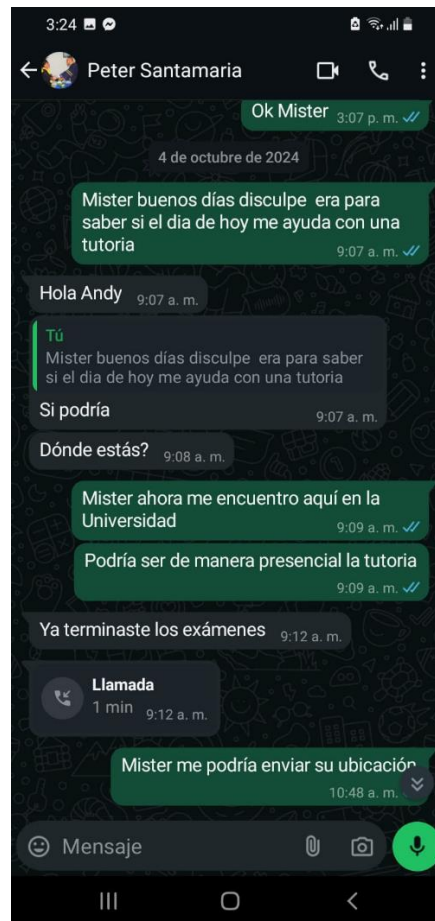 3:24
Peter Santamaria
Ok Mister 3:07 p. m.
4 de octubre de 2024
Mister buenos días disculpe era para
saber si el dia de hoy me ayuda con una
tutoria
9:07 a. m.
Hola Andy 9:07 a. m.
Tú
Mister buenos días disculpe era para saber
si el dia de hoy me ayuda con una tutoria
Si podría 9:07 a. m.
Dónde estás? 9:08 a. m.
Mister ahora me encuentro aquí en la
Universidad 9:09 a. m.
Podría ser de manera presencial la tutoria
9:09 a. m.
Ya terminaste los exámenes 9:12 a. m.
Llamada
1 min 9:12 a. m.
Mister me podría enviar su ubicación
10:48 a. m.
Mensaje